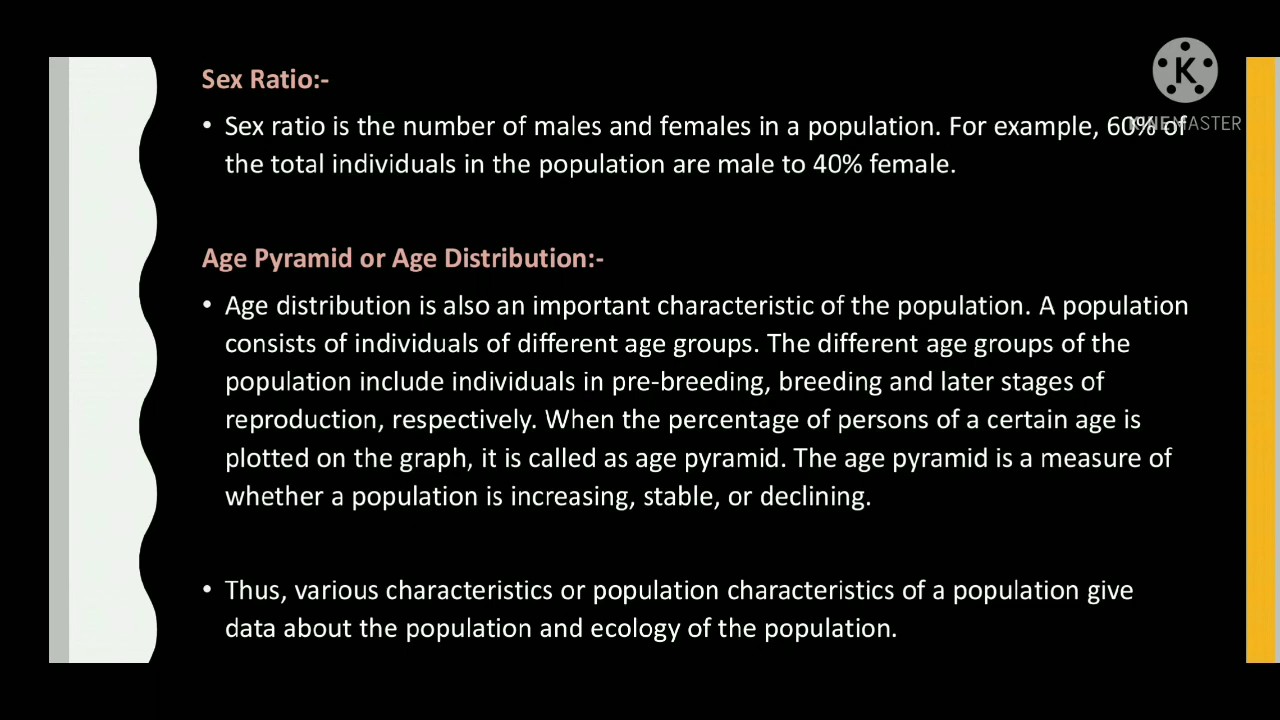 Sex Ratio:-
• Sex ratio is the number of males and females in a population. For example, 60% of
the total individuals in the population are male to 40% female.
Age Pyramid or Age Distribution:-
• Age distribution is also an important characteristic of the population. A population
consists of individuals of different age groups. The different age groups of the
population include individuals in pre-breeding, breeding and later stages of
reproduction, respectively. When the percentage of persons of a certain age is
plotted on the graph, it is called as age pyramid. The age pyramid is a measure of
whether a population is increasing, stable, or declining.
• Thus, various characteristics or population characteristics of a population give
data about the population and ecology of the population.
K
KINEMASTER